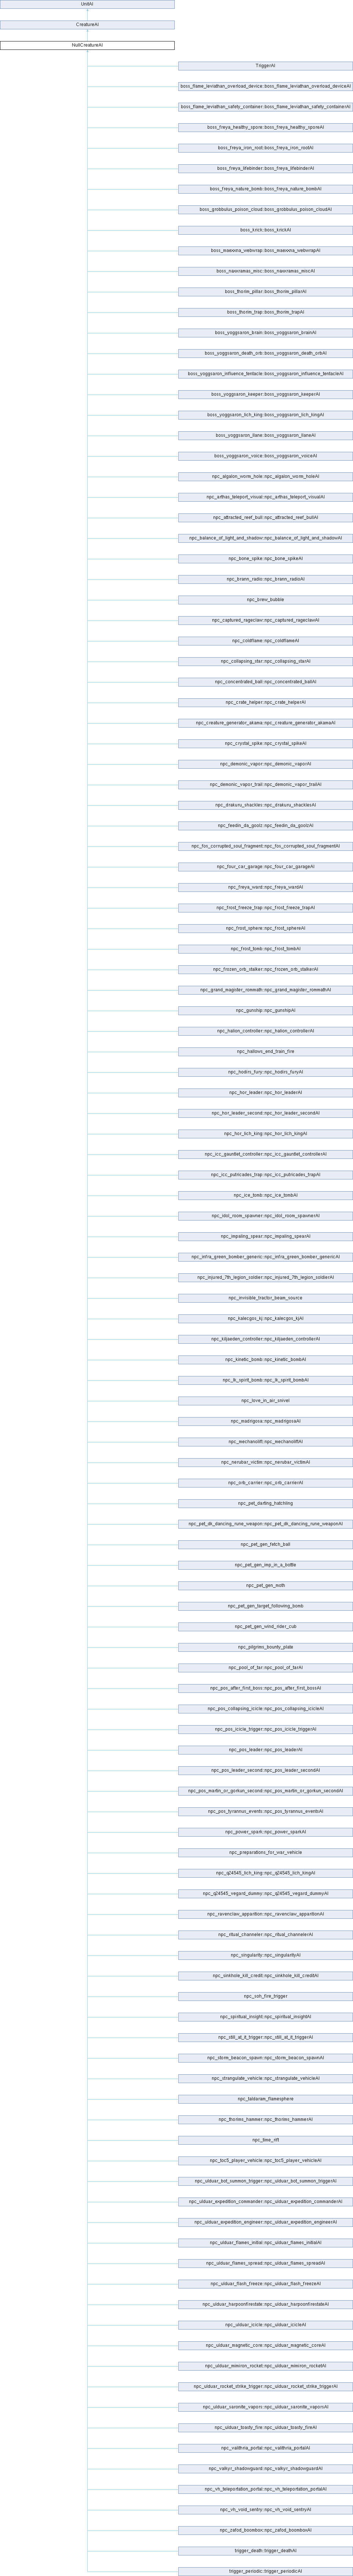 UnitAI
CreatureAI
NullCreatureAI
TriggerAI
boss_flame_leviathan_overload_device::boss_flame_leviathan_overload_deviceAI
boss_flame_leviathan_safety_container::boss_flame_leviathan_safety_containerAI
boss_freya_healthy_spore::boss_freya_healthy_sporeAI
boss_freya_iron_root::boss_freya_iron_rootAI
boss_freya_lifebinder::boss_freya_lifebinderAI
boss_freya_nature_bomb::boss_freya_nature_bombAI
boss_grobbulus_poison_cloud::boss_grobbulus_poison_cloudAI
boss_krick::boss_krickAI
boss_maexxna_webwrap::boss_maexxna_webwrapAI
boss_nalorakk_misc::boss_nalorakk_miscAI
boss_thorim_pillar::boss_thorim_pillarAI
boss_thorim_trap::boss_thorim_trapAI
boss_yoggsaron_brain::boss_yoggsaron_brainAI
boss_yoggsaron_death_orb::boss_yoggsaron_death_orbAI
boss_yoggsaron_influence_tentacle::boss_yoggsaron_influence_tentacleAI
boss_yoggsaron_keeper::boss_yoggsaron_keeperAI
boss_yoggsaron_lich_king::boss_yoggsaron_lich_kingAI
boss_yoggsaron_llane::boss_yoggsaron_llaneAI
boss_yoggsaron_voice::boss_yoggsaron_voiceAI
npc_algalon_worm_hole::npc_algalon_worm_holeAI
npc_arthas_teleport_visual::npc_arthas_teleport_visualAI
npc_attracted_reef_bull::npc_attracted_reef_bullAI
npc_balance_of_light_and_shadow::npc_balance_of_light_and_shadowAI
npc_bone_spike::npc_bone_spikeAI
npc_brann_radio::npc_brann_radioAI
npc_brew_bubble
npc_captured_rageclaw::npc_captured_rageclawAI
npc_coldflame::npc_coldflameAI
npc_collapsing_star::npc_collapsing_starAI
npc_concentrated_ball::npc_concentrated_ballAI
npc_crate_helper::npc_crate_helperAI
npc_creature_generator_akama::npc_creature_generator_akamaAI
npc_crystal_spike::npc_crystal_spikeAI
npc_demonic_vapor::npc_demonic_vaporAI
npc_demonic_vapor_trail::npc_demonic_vapor_trailAI
npc_drakuru_shackles::npc_drakuru_shacklesAI
npc_feedin_da_goolz::npc_feedin_da_goolzAI
npc_fos_corrupted_soul_fragment::npc_fos_corrupted_soul_fragmentAI
npc_four_car_garage::npc_four_car_garageAI
npc_freya_ward::npc_freya_wardAI
npc_frost_freeze_trap::npc_frost_freeze_trapAI
npc_frost_sphere::npc_frost_sphereAI
npc_frost_tomb::npc_frost_tombAI
npc_frozen_orb_stalker::npc_frozen_orb_stalkerAI
npc_grand_magister_rommath::npc_grand_magister_rommathAI
npc_gunship::npc_gunshipAI
npc_halion_controller::npc_halion_controllerAI
npc_hallows_end_train_fire
npc_hodirs_fury::npc_hodirs_furyAI
npc_hor_leader::npc_hor_leaderAI
npc_hor_leader_second::npc_hor_leader_secondAI
npc_hor_lich_king::npc_hor_lich_kingAI
npc_icc_gauntlet_controller::npc_icc_gauntlet_controllerAI
npc_icc_putricades_trap::npc_icc_putricades_trapAI
npc_ice_tomb::npc_ice_tombAI
npc_idol_room_spawner::npc_idol_room_spawnerAI
npc_impaling_spear::npc_impaling_spearAI
npc_infra_green_bomber_generic::npc_infra_green_bomber_genericAI
npc_injured_7th_legion_soldier::npc_injured_7th_legion_soldierAI
npc_invisible_tractor_beam_source
npc_kalecgos_kj::npc_kalecgos_kjAI
npc_kiljaeden_controller::npc_kiljaeden_controllerAI
npc_kinetic_bomb::npc_kinetic_bombAI
npc_lk_spirit_bomb::npc_lk_spirit_bombAI
npc_love_in_air_snivel
npc_madrigosa::npc_madrigosaAI
npc_mechanolift::npc_mechanoliftAI
npc_nerubar_victim::npc_nerubar_victimAI
npc_orb_carrier::npc_orb_carrierAI
npc_pet_darting_hatchling
npc_pet_dk_dancing_rune_weapon::npc_pet_dk_dancing_rune_weaponAI
npc_pet_gen_fetch_ball
npc_pet_gen_imp_in_a_bottle
npc_pet_gen_moth
npc_pet_gen_target_following_bomb
npc_pet_gen_wind_rider_cub
npc_pilgrims_bounty_plate
npc_pool_of_tar::npc_pool_of_tarAI
npc_pos_after_first_boss::npc_pos_after_first_bossAI
npc_pos_collapsing_icicle::npc_pos_collapsing_icicleAI
npc_pos_icicle_trigger::npc_pos_icicle_triggerAI
npc_pos_leader::npc_pos_leaderAI
npc_pos_leader_second::npc_pos_leader_secondAI
npc_pos_martin_or_gorkun_second::npc_pos_martin_or_gorkun_secondAI
npc_pos_tyrannus_events::npc_pos_tyrannus_eventsAI
npc_power_spark::npc_power_sparkAI
npc_preparations_for_war_vehicle
npc_q24545_lich_king::npc_q24545_lich_kingAI
npc_q24545_vegard_dummy::npc_q24545_vegard_dummyAI
npc_ravenclaw_apparition::npc_ravenclaw_apparitionAI
npc_ritual_channeler::npc_ritual_channelerAI
npc_singularity::npc_singularityAI
npc_sinkhole_kill_credit::npc_sinkhole_kill_creditAI
npc_soh_fire_trigger
npc_spiritual_insight::npc_spiritual_insightAI
npc_still_at_it_trigger::npc_still_at_it_triggerAI
npc_storm_beacon_spawn::npc_storm_beacon_spawnAI
npc_strangulate_vehicle::npc_strangulate_vehicleAI
npc_taldaram_flamesphere
npc_thorims_hammer::npc_thorims_hammerAI
npc_time_rift
npc_toc5_player_vehicle::npc_toc5_player_vehicleAI
npc_ulduar_bot_summon_trigger::npc_ulduar_bot_summon_triggerAI
npc_ulduar_expedition_commander::npc_ulduar_expedition_commanderAI
npc_ulduar_expedition_engineer::npc_ulduar_expedition_engineerAI
npc_ulduar_flames_initial::npc_ulduar_flames_initialAI
npc_ulduar_flames_spread::npc_ulduar_flames_spreadAI
npc_ulduar_flash_freeze::npc_ulduar_flash_freezeAI
npc_ulduar_harpoonfirestate::npc_ulduar_harpoonfirestateAI
npc_ulduar_icicle::npc_ulduar_icicleAI
npc_ulduar_magnetic_core::npc_ulduar_magnetic_coreAI
npc_ulduar_mimiron_rocket::npc_ulduar_mimiron_rocketAI
npc_ulduar_rocket_strike_trigger::npc_ulduar_rocket_strike_triggerAI
npc_ulduar_saronite_vapors::npc_ulduar_saronite_vaporsAI
npc_ulduar_toasty_fire::npc_ulduar_toasty_fireAI
npc_valithria_portal::npc_valithria_portalAI
npc_valkyr_shadowguard::npc_valkyr_shadowguardAI
npc_vh_teleportation_portal::npc_vh_teleportation_portalAI
npc_vh_void_sentry::npc_vh_void_sentryAI
npc_zafod_boombox::npc_zafod_boomboxAI
trigger_death::trigger_deathAI
trigger_periodic::trigger_periodicAI